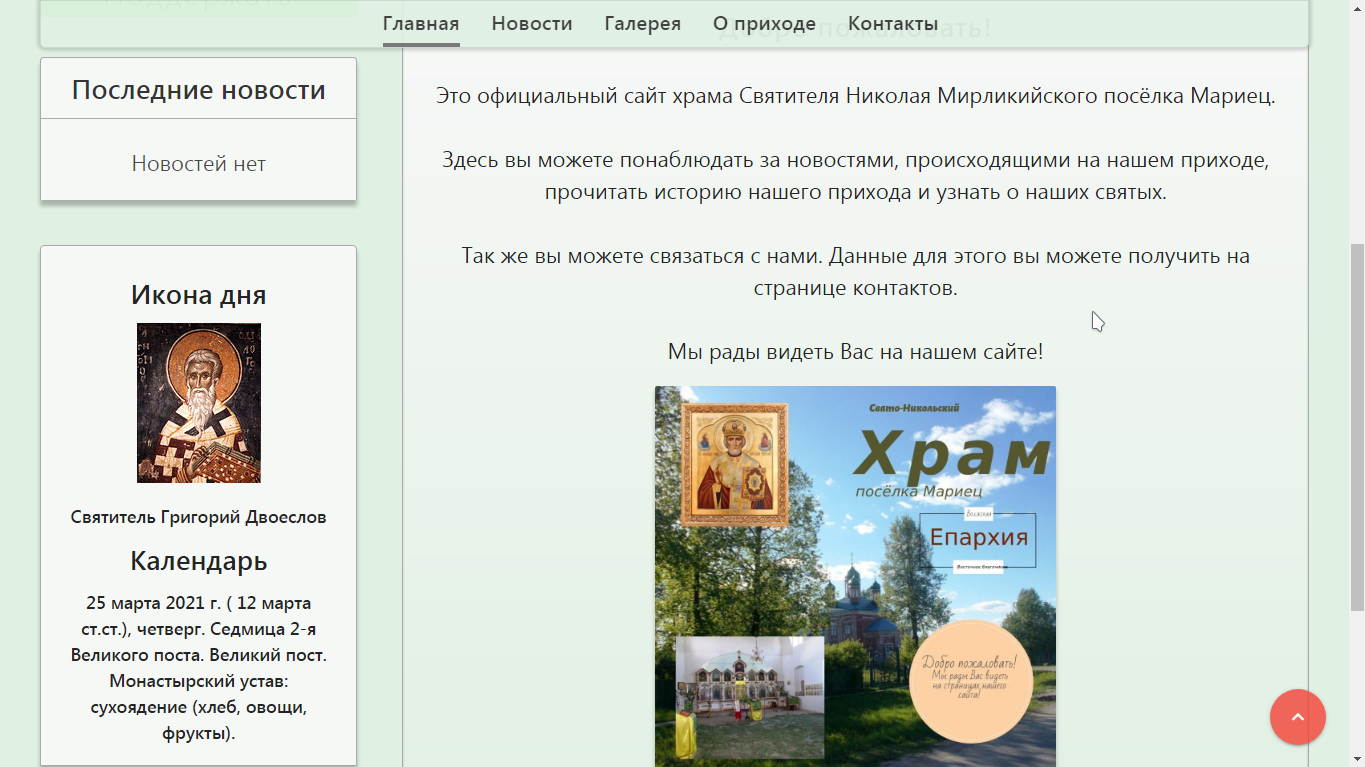 Поддержать
Главная Новости Галерея О приходе Контакты
Добро пожаловать!
Последние новости
Новостей нет
Икона дня
Святитель Григорий Двоеслов
Календарь
25 марта 2021 г. ( 12 марта
ст.ст.), четверг. Седмица 2-я
Великого поста. Великий пост.
Монастырский устав:
сухоядение (хлеб, овощи,
фрукты).
Это официальный сайт храма Святителя Николая Мирликийского посёлка Мариец.
Здесь вы можете понаблюдать за новостями, происходящими на нашем приходе,
прочитать историю нашего прихода и узнать о наших святых.
Так же вы можете связаться с нами. Данные для этого вы можете получить на
странице контактов.
Мы рады видеть Вас на нашем сайте!
Свято-Никольский
Храм
посёлка Мариец
Волжская
Епархия
Восточное благочиние
Добро пожаловать!
Мы рады Вас видеть
на страницах нашего
сайта!